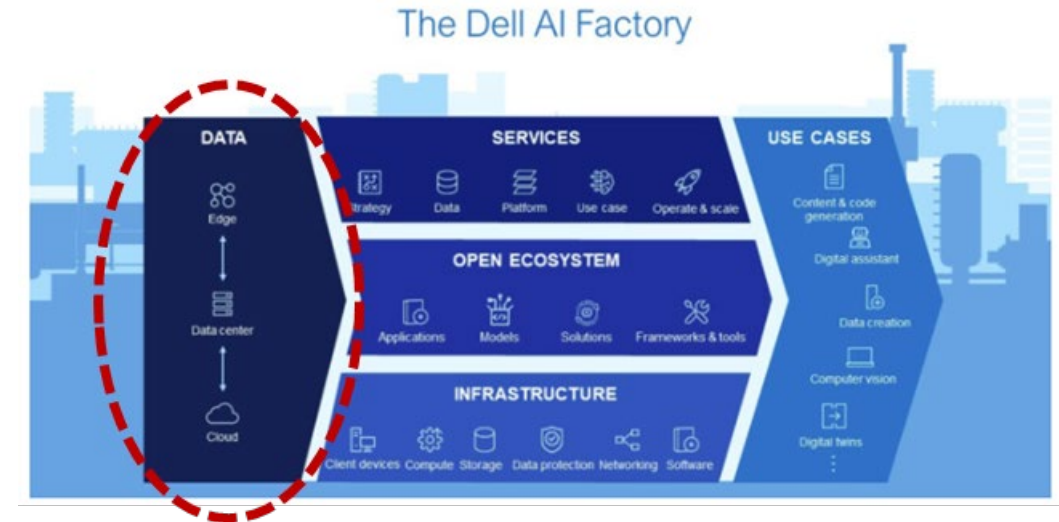 The Dell AI Factory
DATA
Edge
Data center
Cloud
SERVICES
Strategy
Data
Platform
Use case
Operate & scale
OPEN ECOSYSTEM
Applications
Models
Solutions
Frameworks & tools
INFRASTRUCTURE
Client devices
Compute
Storage
Data protection
Networking
Software
USE CASES
Content & code
generation
Digital assistant
Data creation
Computer vision
Digital twins